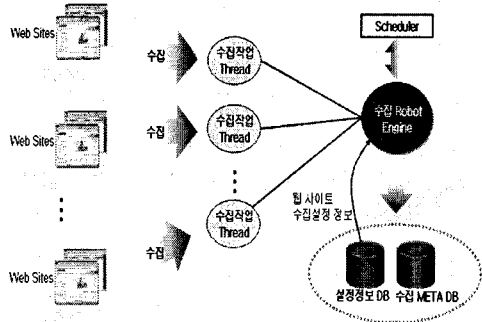 Web Sites
수집
수집작업
Thread
Scheduler
수집 Robot
Engine
Web Sites
수집
수집작업
Thread
웹 사이트
수집설정 정보
수집작업
Thread
수집
Web Sites
설정정보 DB
수집 META DB